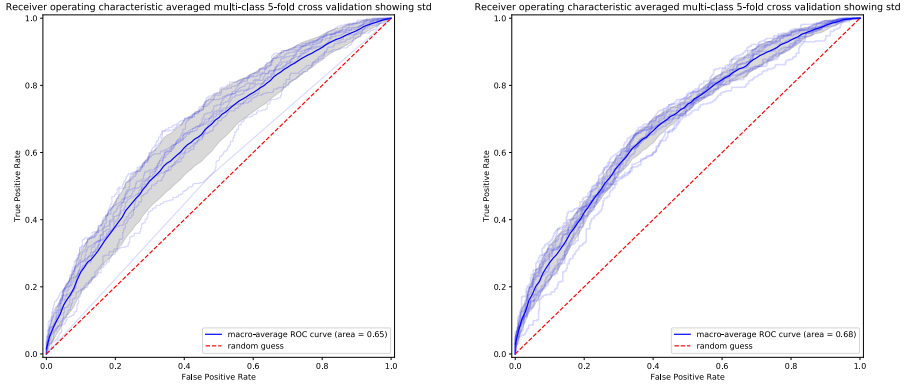 Receiver operating characteristic averaged multi-class 5-fold cross validation showing std
1.0
0.8
0.6
0.4
0.2
0.0
True Positive Rate
0.0 0.2 0.4 0.6 0.8 1.0
False Positive Rate
macro-average ROC curve (area = 0.65)
random guess
Receiver operating characteristic averaged multi-class 5-fold cross validation showing std
1.0
0.8
0.6
0.4
0.2
0.0
True Positive Rate
0.0 0.2 0.4 0.6 0.8 1.0
False Positive Rate
macro-average ROC curve (area = 0.68)
random guess